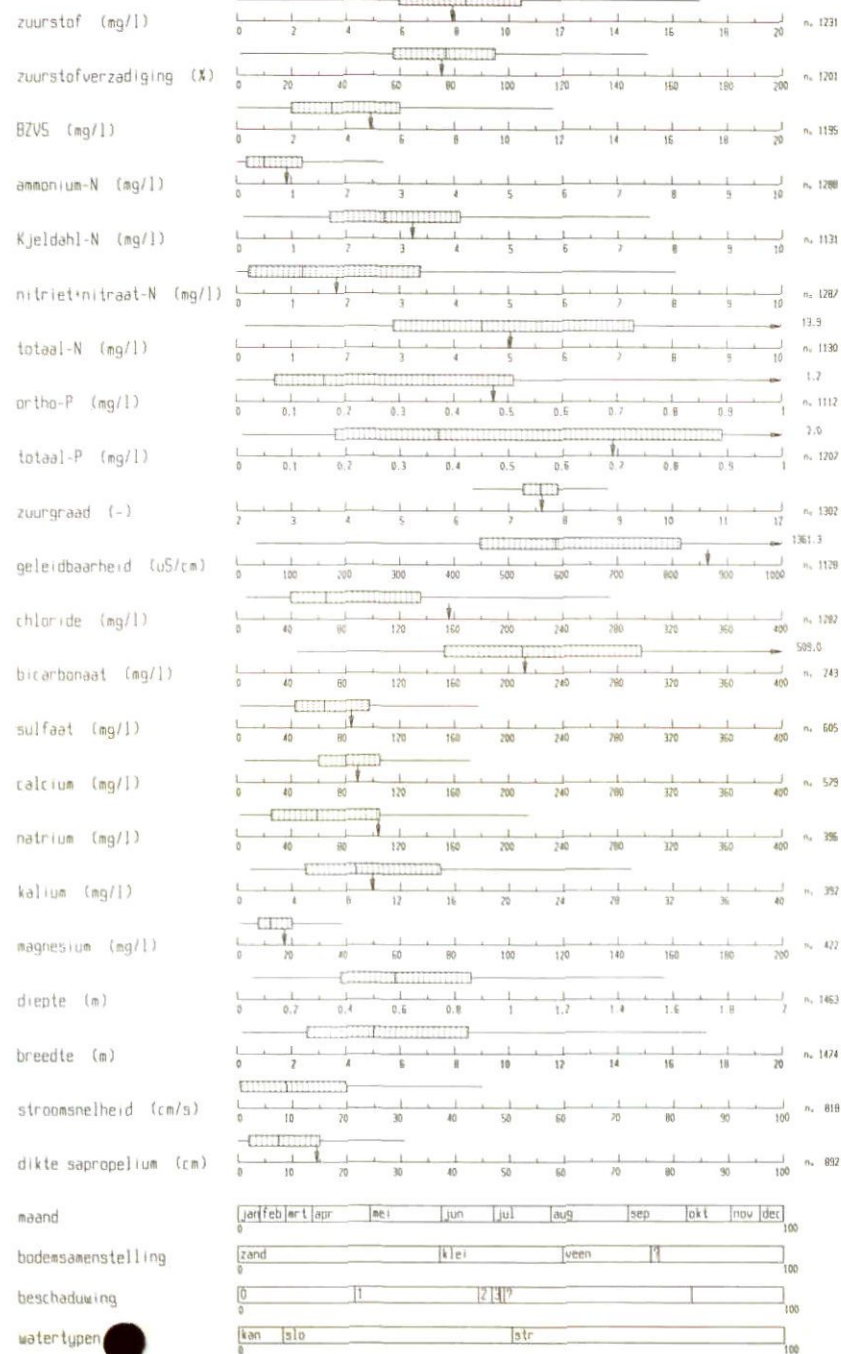 zuurstof (mg/l) n= 1231
0 2 4 6 8 10 12 14 16 18 20
zuurstofverzadiging (%) n= 1201
0 20 40 60 80 100 120 140 160 180 200
BZV5 (mg/l) n= 1195
0 2 4 6 8 10 12 14 16 18 20
ammonium-N (mg/l) n= 1288
0 1 2 3 4 5 6 7 8 9 10
Kjeldahl-N (mg/l) n= 1131
0 1 2 3 4 5 6 7 8 9 10
nitriet+nitraat-N (mg/l) n= 1287
0 1 2 3 4 5 6 7 8 9 10
13.9
totaal-N (mg/l) n= 1130
0 1 2 3 4 5 6 7 8 9 10
1.7
ortho-P (mg/l) n= 1112
0 0.1 0.2 0.3 0.4 0.5 0.6 0.7 0.8 0.9 1
totaal-P (mg/l) n= 1207
0 0.1 0.2 0.3 0.4 0.5 0.6 0.7 0.8 0.9 1
zuurgraad (-) n= 1302
2 3 4 5 6 7 8 9 10 11 12
1361.3
geleidbaarheid (uS/cm) n= 1128
0 100 200 300 400 500 600 700 800 900 1000
chloride (mg/l) n= 1282
0 40 80 120 160 200 240 280 320 360 400
509.0
bicarbonaat (mg/l) n= 243
0 40 80 120 160 200 240 280 320 360 400
sulfaat (mg/l) n= 605
0 40 80 120 160 200 240 280 320 360 400
calcium (mg/l) n= 579
0 40 80 120 160 200 240 280 320 360 400
natrium (mg/l) n= 396
0 40 80 120 160 200 240 280 320 360 400
kalium (mg/l) n= 392
0 4 8 12 16 20 24 28 32 36 40
magnesium (mg/l) n= 422
0 20 40 60 80 100 120 140 160 180 200
diepte (m) n= 1463
0 0.2 0.4 0.6 0.8 1 1.2 1.4 1.6 1.8 2
breedte (m) n= 1474
0 2 4 6 8 10 12 14 16 18 20
stroomsnelheid (cm/s) n= 818
0 10 20 30 40 50 60 70 80 90 100
dikte sapropelium (cm) n= 892
0 10 20 30 40 50 60 70 80 90 100
maand jan feb mrt apr mei jun jul aug sep okt nov dec
0 100
bodemsamenstelling zand klei veen ?
0 100
beschaduwing 0 1 2 3 ?
0 100
watertypen kan slo str
0 100